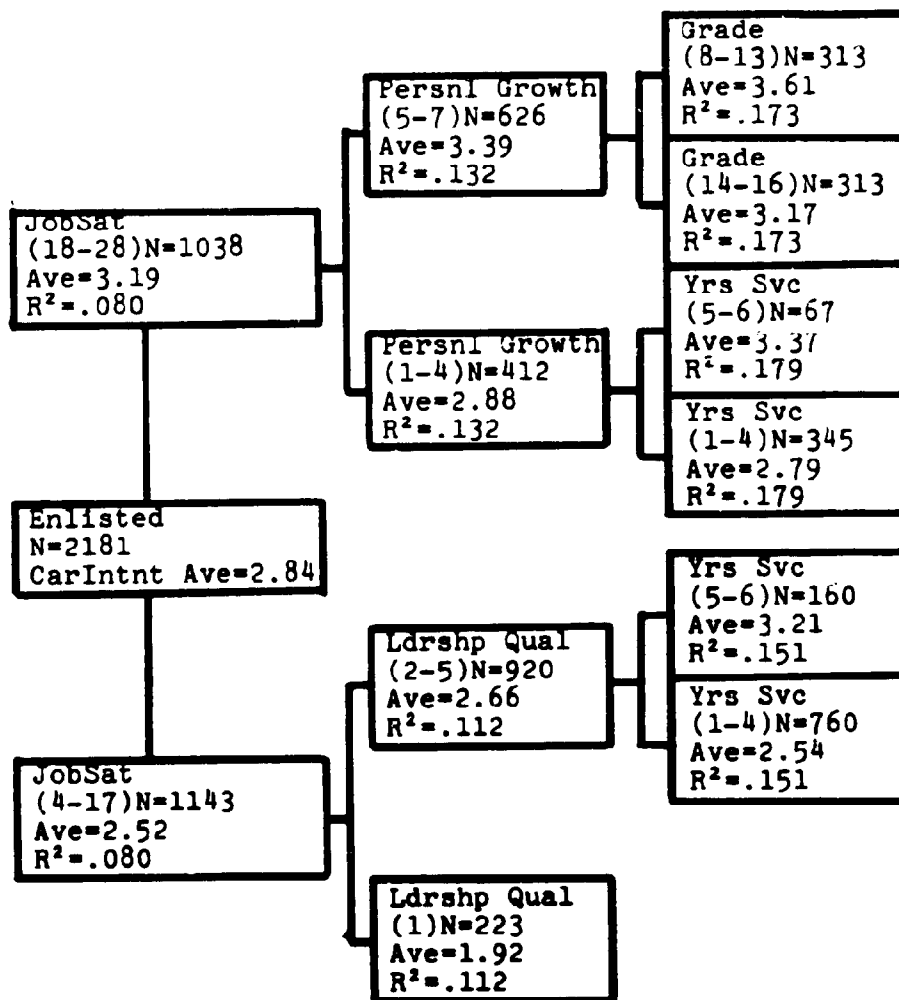 Grade
(8-13)N=313
Ave=3.61
R²=.173
Persnl Growth
(5-7)N=626
Ave=3.39
R²=.132
Grade
(14-16)N=313
Ave=3.17
R²=.173
JobSat
(18-28)N=1038
Ave=3.19
R²=.080
Yrs Svc
(5-6)N=67
Ave=3.37
R²=.179
Persnl Growth
(1-4)N=412
Ave=2.88
R²=.132
Yrs Svc
(1-4)N=345
Ave=2.79
R²=.179
Enlisted
N=2181
CarIntnt Ave=2.84
Yrs Svc
(5-6)N=160
Ave=3.21
R²=.151
Ldrshp Qual
(2-5)N=920
Ave=2.66
R²=.112
Yrs Svc
(1-4)N=760
Ave=2.54
R²=.151
JobSat
(4-17)N=1143
Ave=2.52
R²=.080
Ldrshp Qual
(1)N=223
Ave=1.92
R²=.112